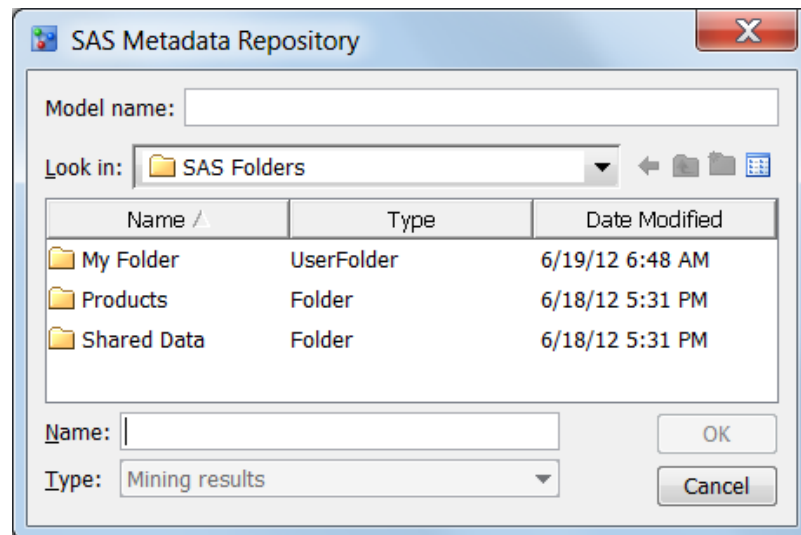 SAS Metadata Repository
Model name:
Look in: SAS Folders
Name Type Date Modified
My Folder UserFolder 6/19/12 6:48 AM
Products Folder 6/18/12 5:31 PM
Shared Data Folder 6/18/12 5:31 PM
Name: OK
Type: Mining results Cancel